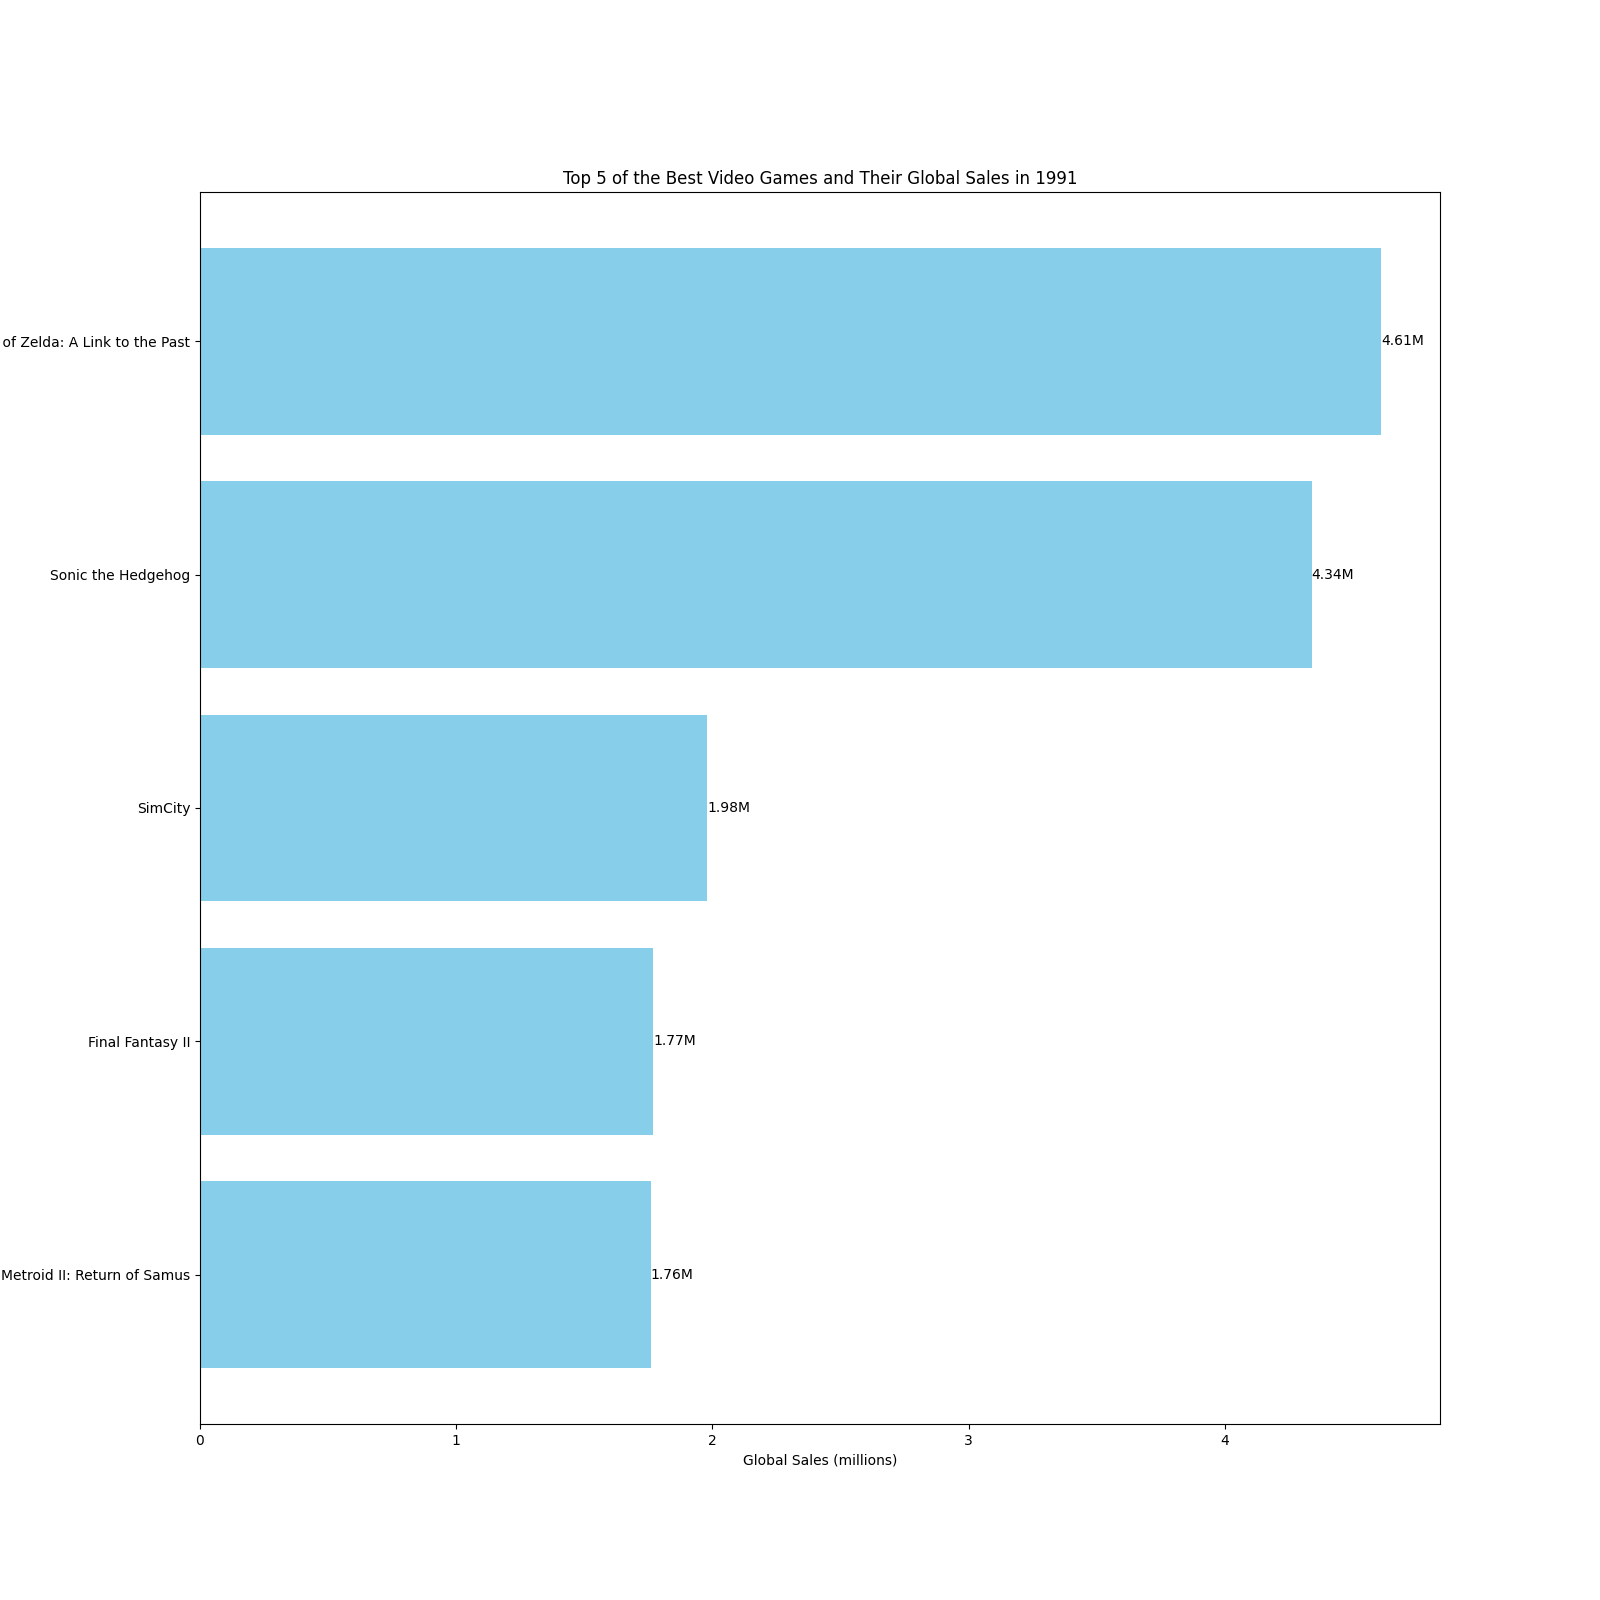 Top 5 of the Best Video Games and Their Global Sales in 1991
of Zelda: A Link to the Past
4.61M
Sonic the Hedgehog
4.34M
SimCity
1.98M
Final Fantasy II
1.77M
Metroid II: Return of Samus
1.76M
0 1 2 3 4
Global Sales (millions)